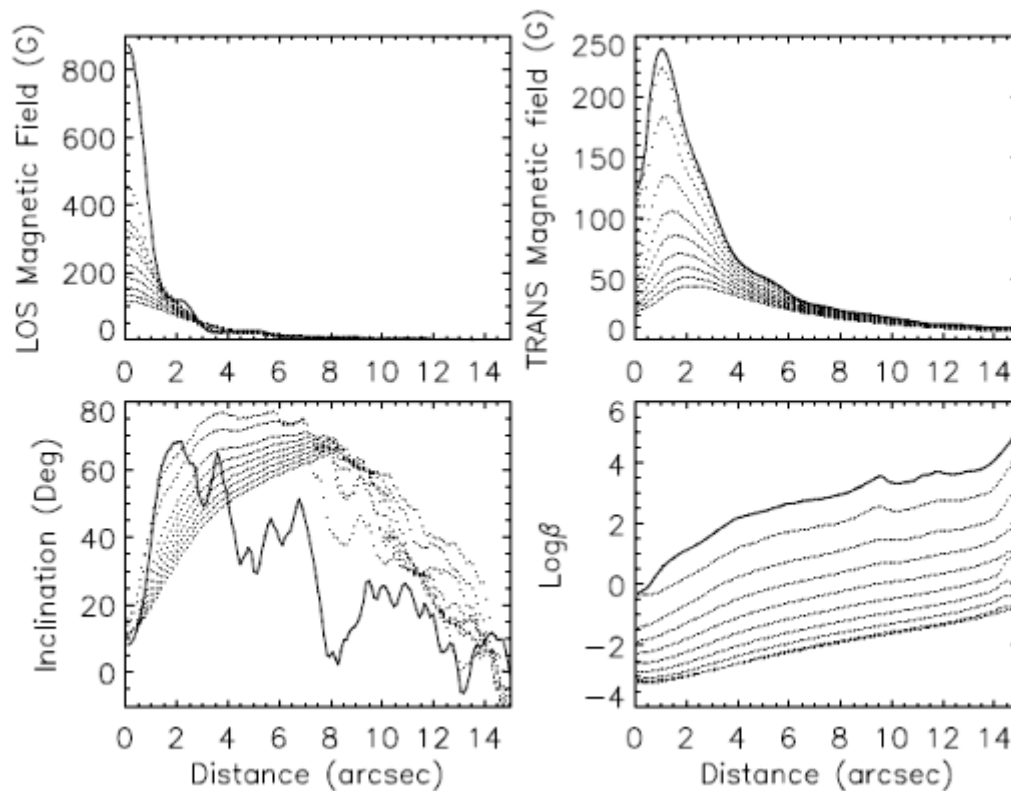 LOS Magnetic Field (G)
800
600
400
200
0
0 2 4 6 8 10 12 14
TRANS Magnetic field (G)
250
200
150
100
50
0
0 2 4 6 8 10 12 14
Inclination (Deg)
80
60
40
20
0
0 2 4 6 8 10 12 14
Distance (arcsec)
Logβ
6
4
2
0
−2
−4
0 2 4 6 8 10 12 14
Distance (arcsec)